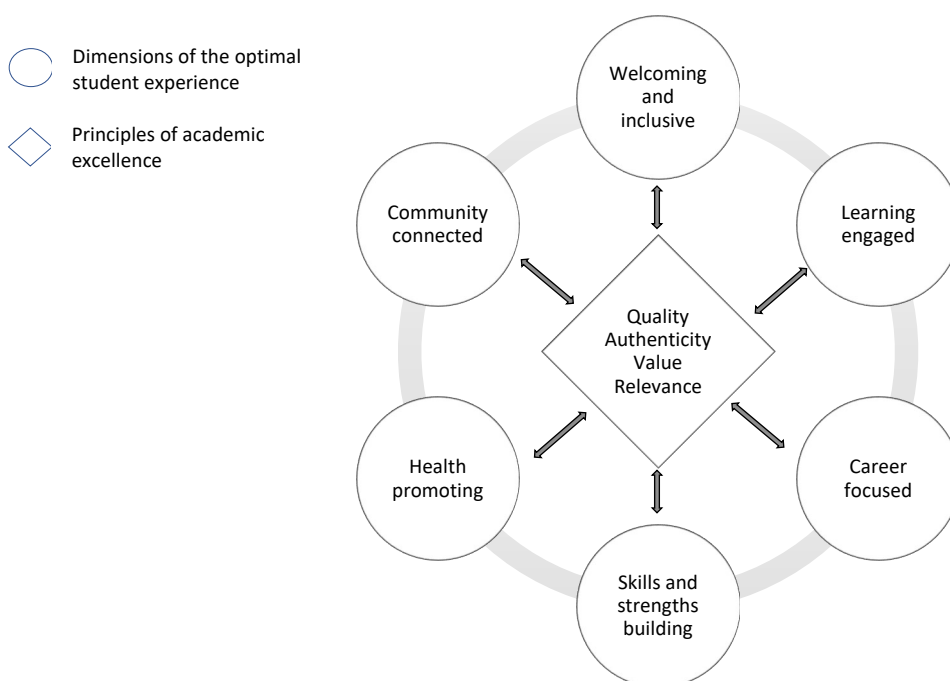 Dimensions of the optimal
student experience
Principles of academic
excellence
Welcoming
and
inclusive
Community
connected
Learning
engaged
Quality
Authenticity
Value
Relevance
Health
promoting
Career
focused
Skills and
strengths
building